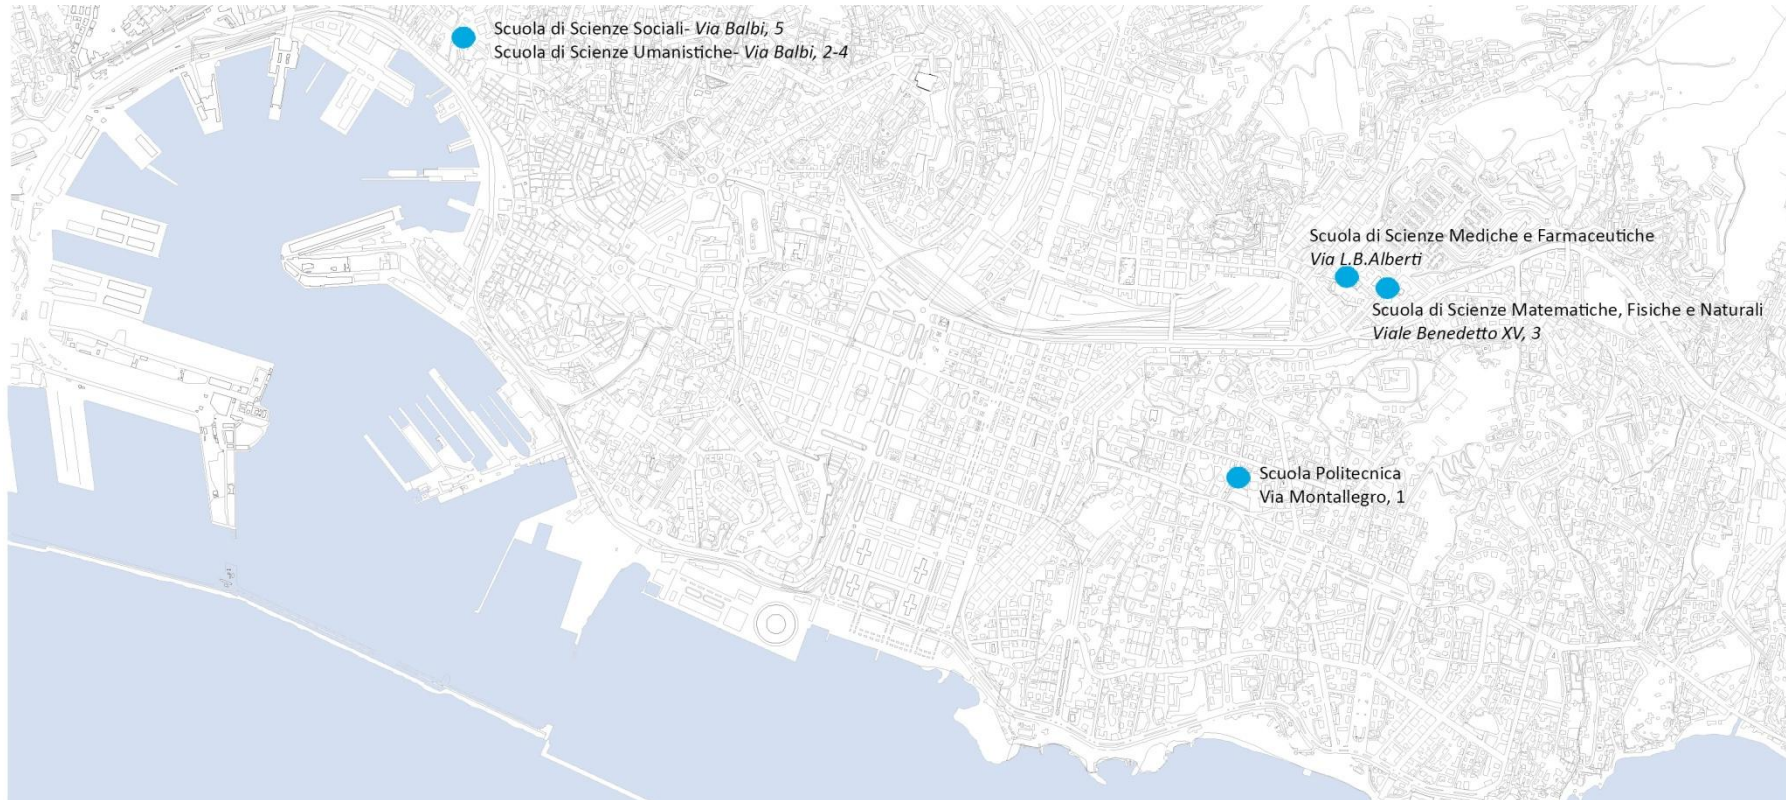 Scuola di Scienze Sociali- Via Balbi, 5
Scuola di Scienze Umanistiche- Via Balbi, 2-4
Scuola di Scienze Mediche e Farmaceutiche
Via L.B.Alberti
Scuola di Scienze Matematiche, Fisiche e Naturali
Viale Benedetto XV, 3
Scuola Politecnica
Via Montallegro, 1